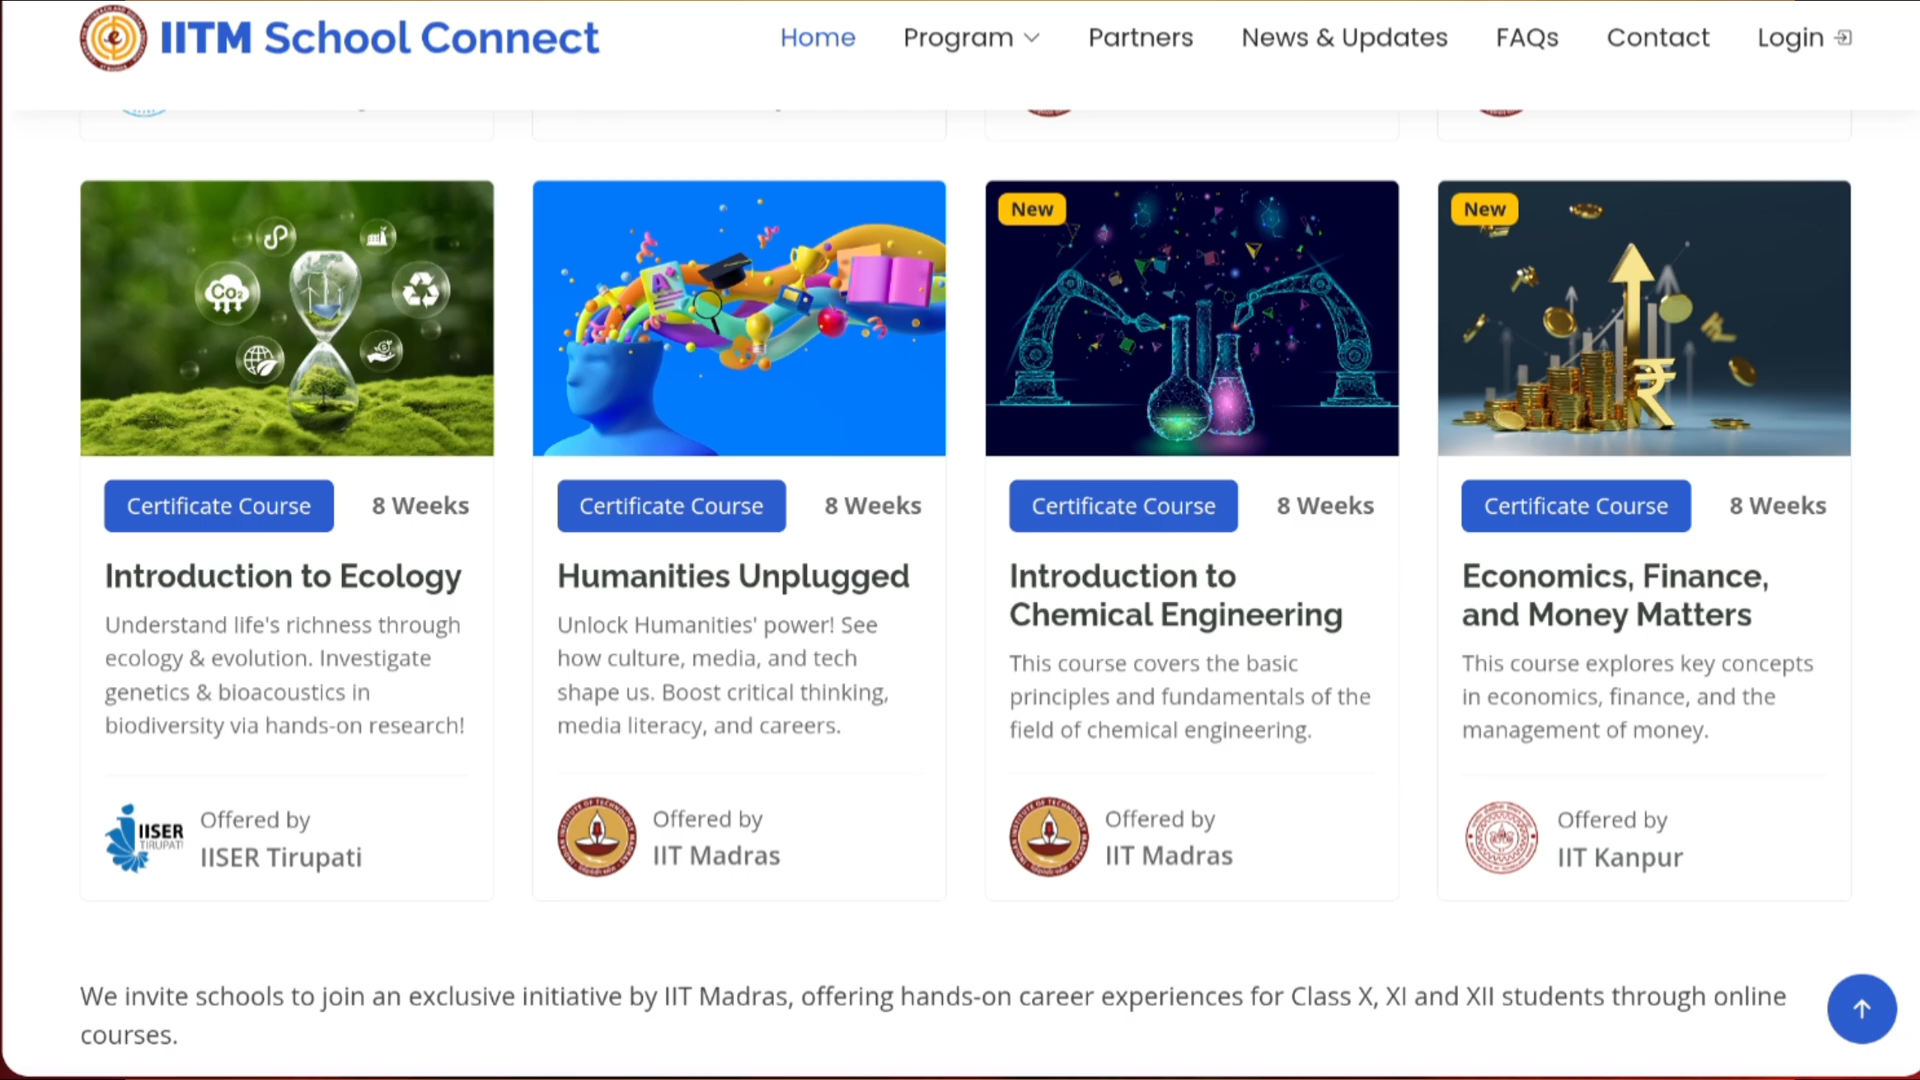 IITM School Connect
Home
Program
Partners
News & Updates
FAQs
Contact
Login
New
New
CO₂
A+
Certificate Course
8 Weeks
Certificate Course
8 Weeks
Certificate Course
8 Weeks
Certificate Course
8 Weeks
Introduction to Ecology
Understand life's richness through
ecology & evolution. Investigate
genetics & bioacoustics in
biodiversity via hands-on research!
Humanities Unplugged
Unlock Humanities' power! See
how culture, media, and tech
shape us. Boost critical thinking,
media literacy, and careers.
Introduction to
Chemical Engineering
This course covers the basic
principles and fundamentals of the
field of chemical engineering.
Economics, Finance,
and Money Matters
This course explores key concepts
in economics, finance, and the
management of money.
IISER
TIRUPATI
Offered by
IISER Tirupati
Offered by
IIT Madras
Offered by
IIT Madras
Offered by
IIT Kanpur
We invite schools to join an exclusive initiative by IIT Madras, offering hands-on career experiences for Class X, XI and XII students through online
courses.